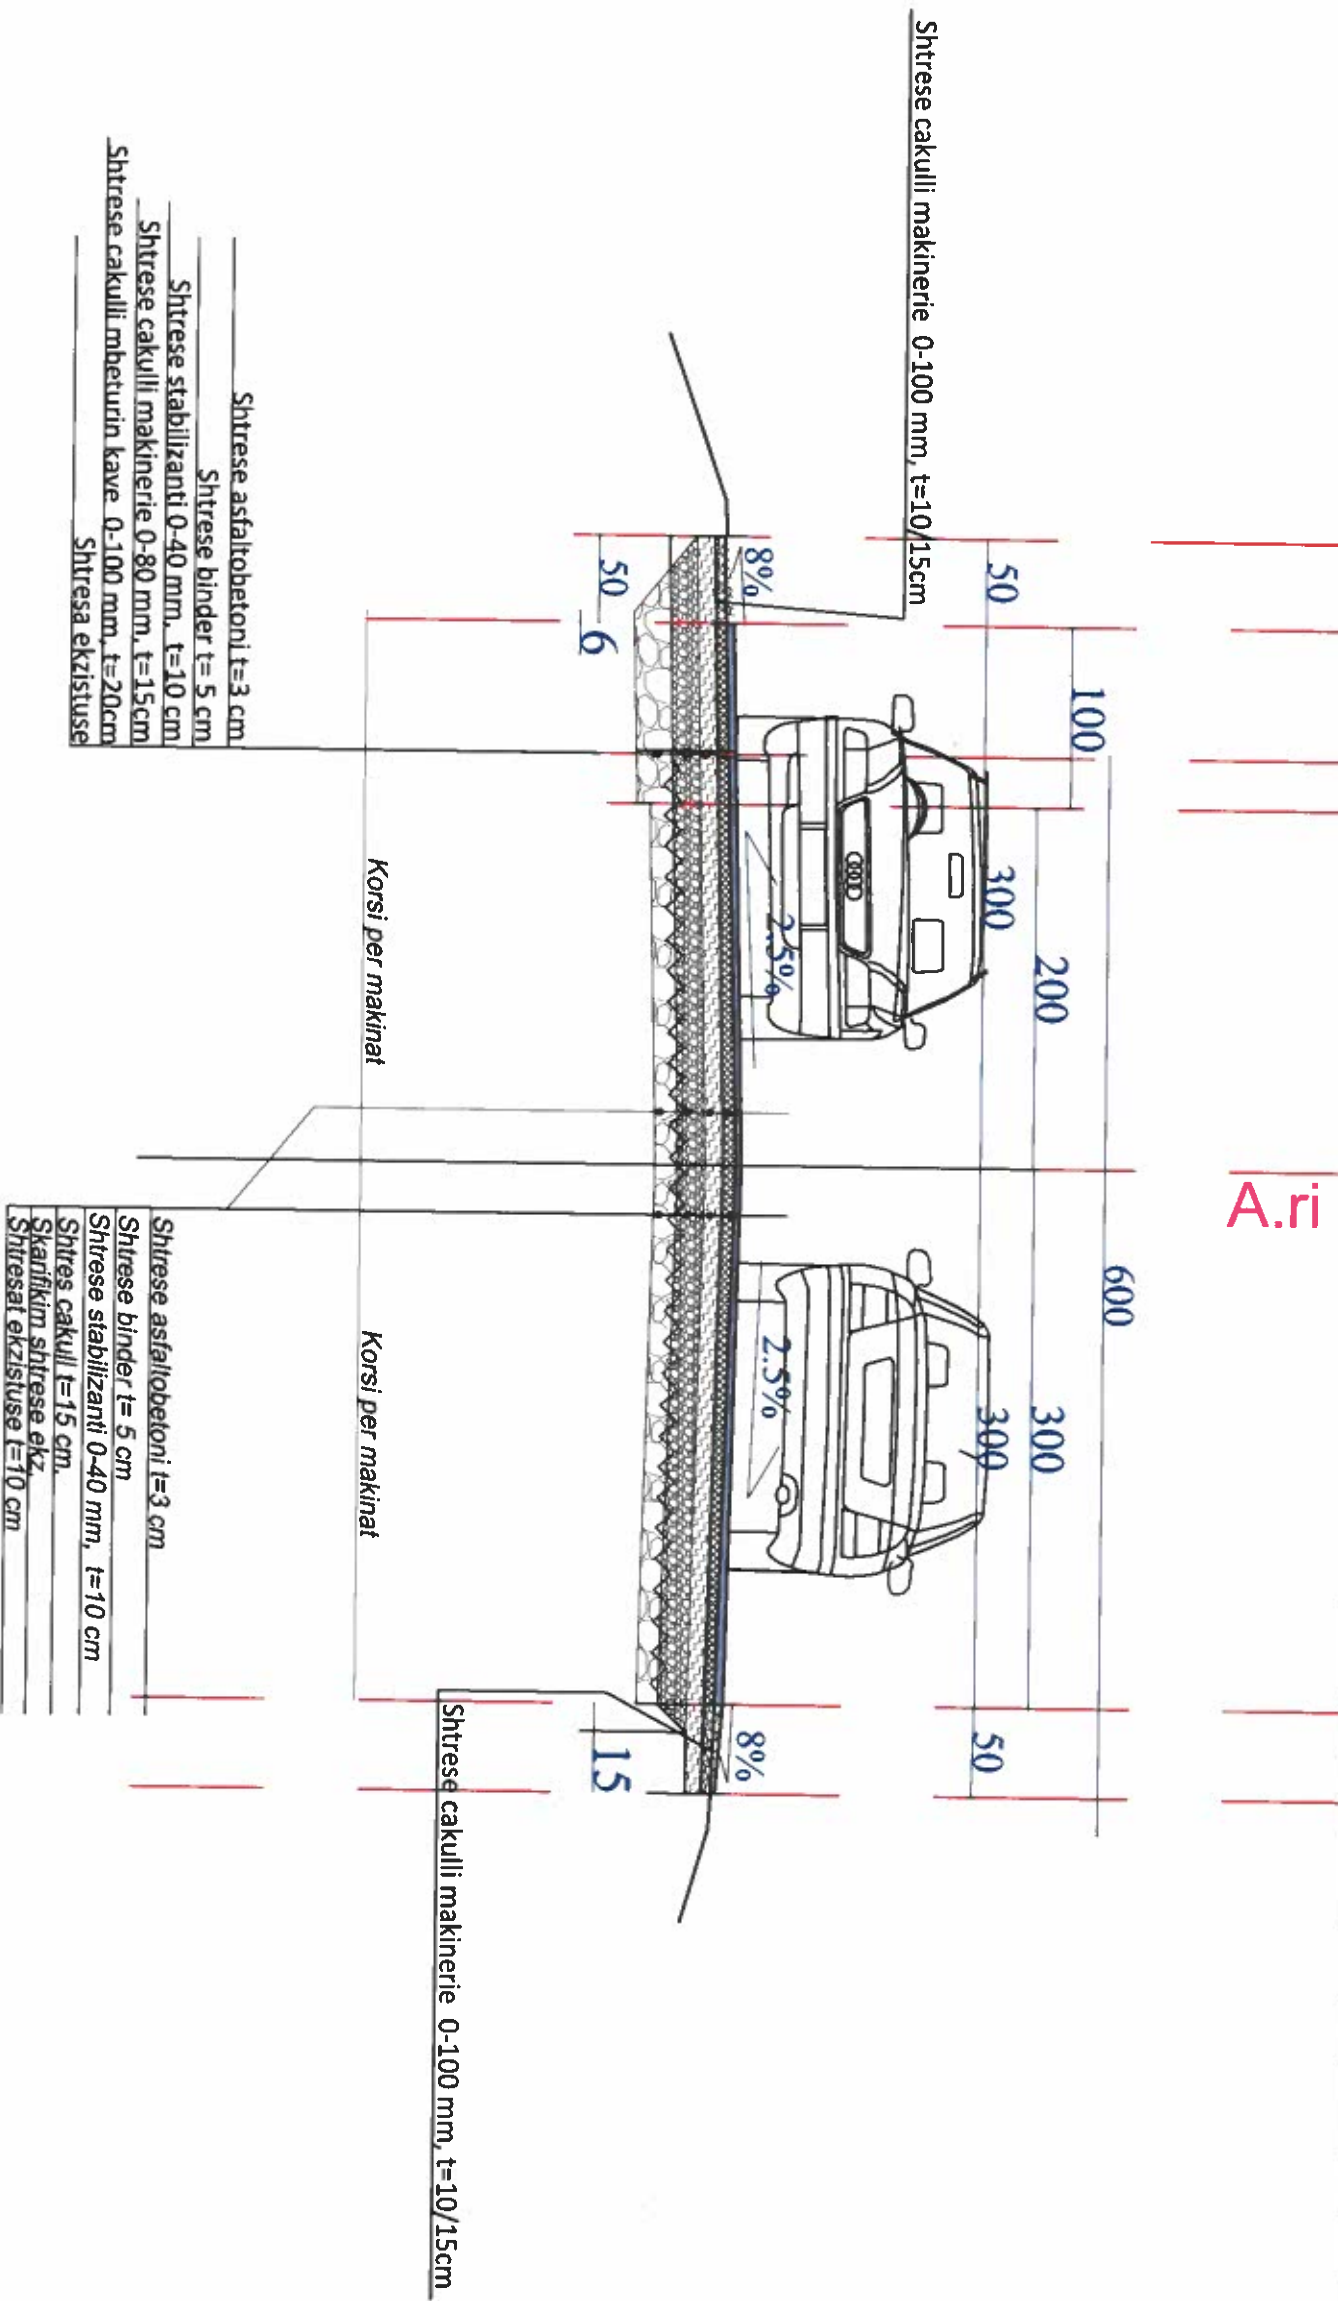 A.ri
600
100
200
300
50
300
300
50
Shtrese cakulli makinerie 0-100 mm, t=10/15cm
8%
2.5%
2.5%
8%
50
6
15
Shtrese cakulli makinerie 0-100 mm, t=10/15cm
Korsi per makinat
Korsi per makinat
Shtrese asfaltobetoni t=3 cm
Shtrese binder t= 5 cm
Shtrese stabilizanti 0-40 mm, t=10 cm
Shtrese cakulli makinerie 0-80 mm, t=15cm
Shtrese cakulli mbeturin kave 0-100 mm, t=20cm
Shtresa ekzistuse
Shtrese asfaltobetoni t=3 cm
Shtrese binder t= 5 cm
Shtrese stabilizanti 0-40 mm, t=10 cm
Shtres cakull t=15 cm.
Skarifikim shtrese ekz.
Shtresat ekzistuse t=10 cm